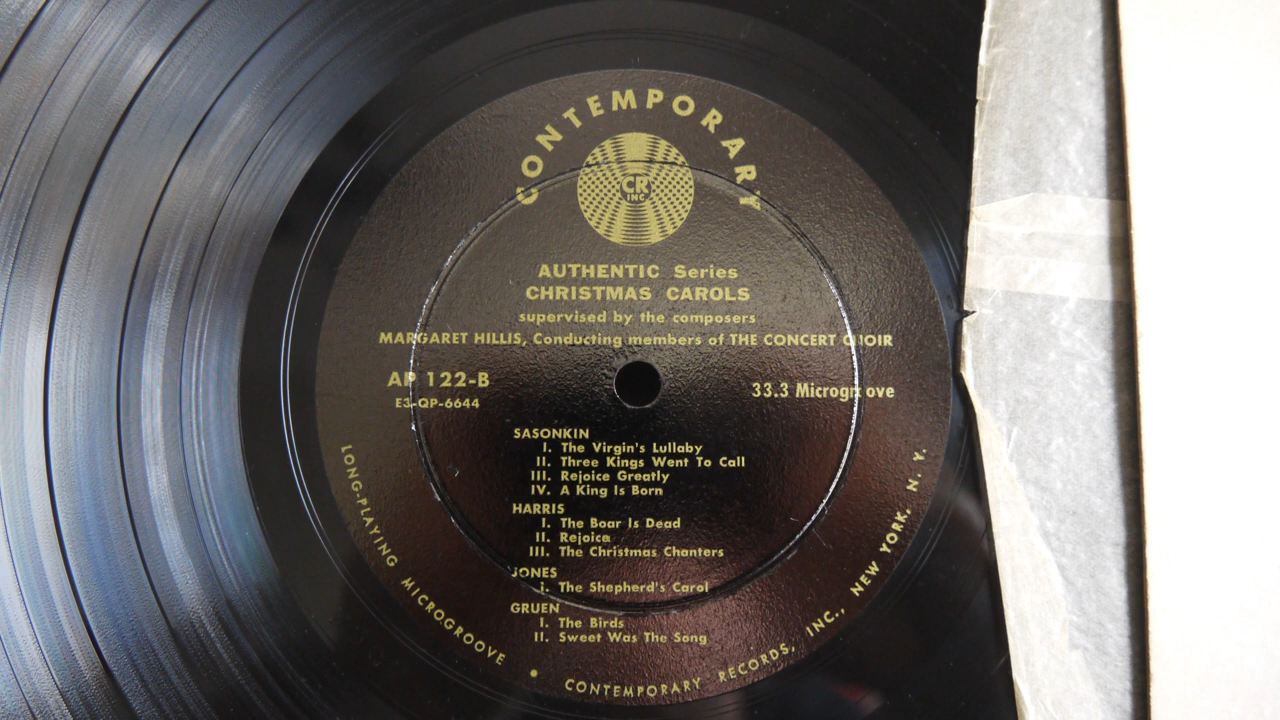 CONTEMPORARY
CR
INC
AUTHENTIC Series
CHRISTMAS CAROLS
supervised by the composers
MARGARET HILLIS, Conducting members of THE CONCERT CHOIR
AP 122-B
33.3 Microgroove
E3-QP-6644
SASONKIN
I. The Virgin's Lullaby
II. Three Kings Went To Call
III. Rejoice Greatly
IV. A King Is Born
HARRIS
I. The Boar Is Dead
II. Rejoice
III. The Christmas Chanters
JONES
i. The Shepherd's Carol
GRUEN
I. The Birds
II. Sweet Was The Song
LONG-PLAYING MICROGROOVE • CONTEMPORARY RECORDS, INC., NEW YORK, N. Y.